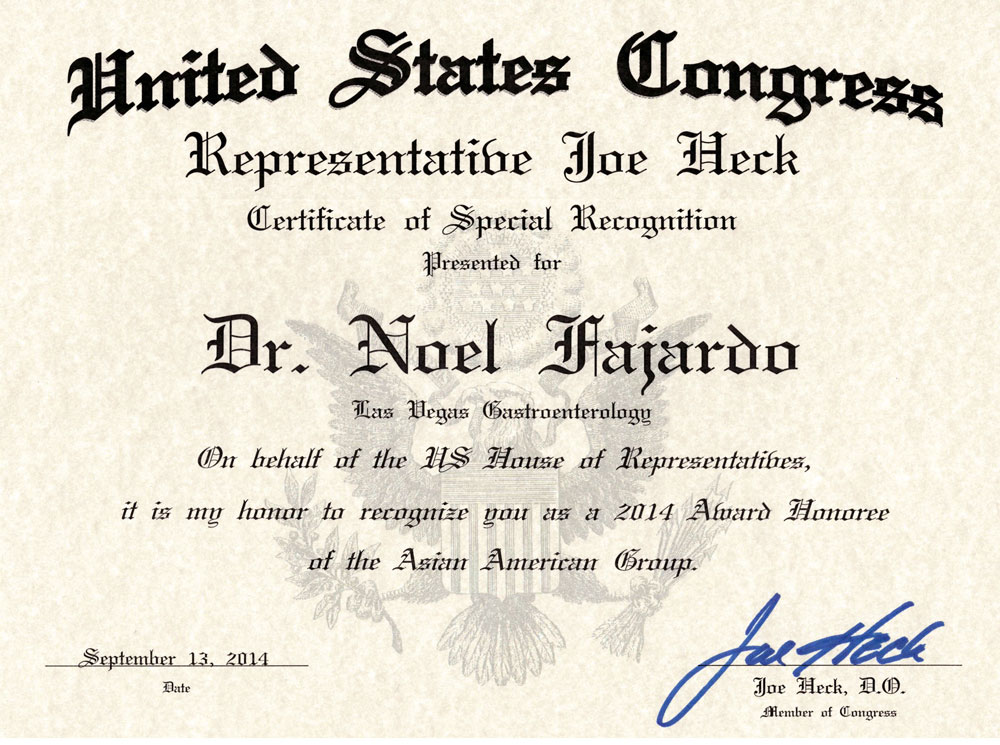 United States Congress
Representative Joe Heck
Certificate of Special Recognition
Presented for
Dr. Noel Fajardo
Las Vegas Gastroenterology
On behalf of the US House of Representatives,
it is my honor to recognize you as a 2014 Award Honoree
of the Asian American Group.
September 13, 2014
Joe Heck
Date
Joe Heck, D.O.
Member of Congress